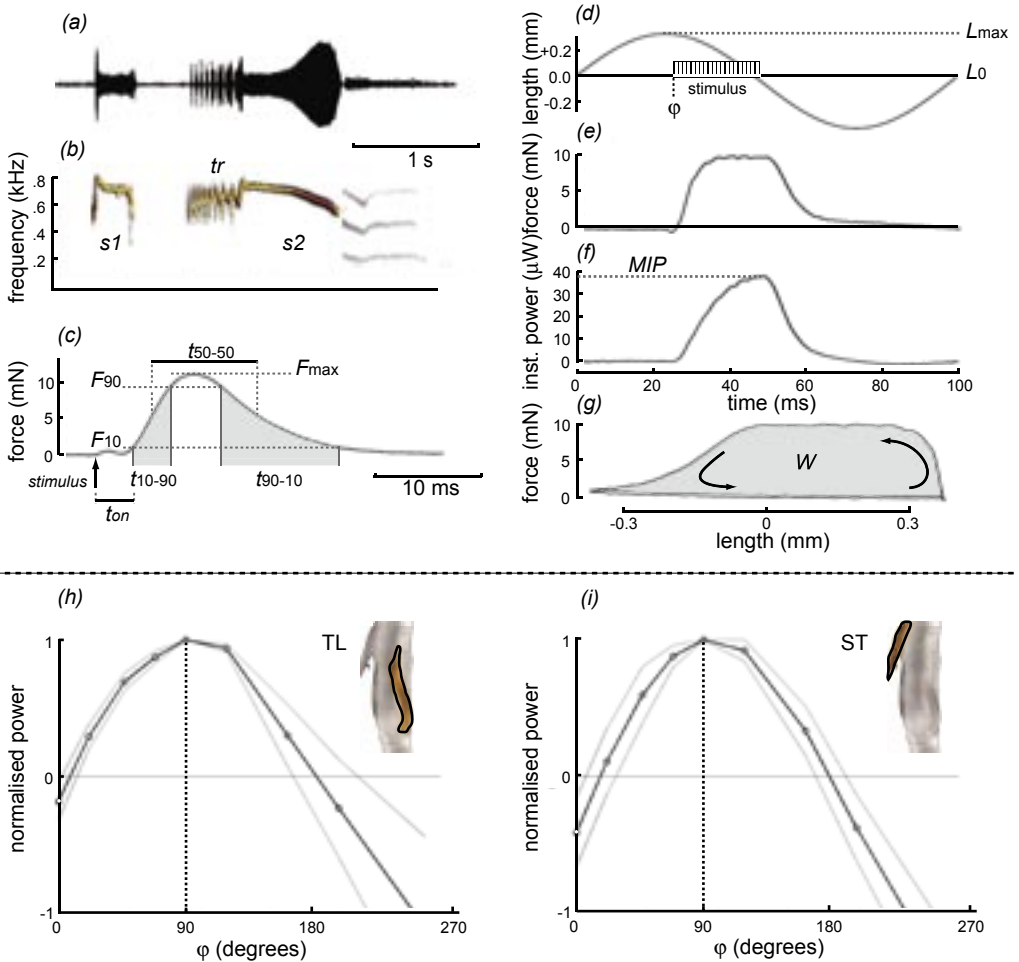 (a)
1 s
(b)
frequency (kHz)
.8
.6
.4
.2
s1
tr
s2
(c)
force (mN)
10
5
0
t50-50
Fmax
F90
F10
stimulus
t10-90
t90-10
ton
10 ms
(d)
length (mm)
+0.2
0.0
-0.2
Lmax
L0
stimulus
φ
(e)
force (mN)
10
5
0
(f)
inst. power (μW)
MIP
40
30
20
10
0
0 20 40 60 80 100
time (ms)
(g)
force (mN)
10
5
0
W
-0.3 0 0.3
length (mm)
(h)
normalised power
1
0
-1
TL
0 90 180 270
φ (degrees)
(i)
normalised power
1
0
-1
ST
0 90 180 270
φ (degrees)